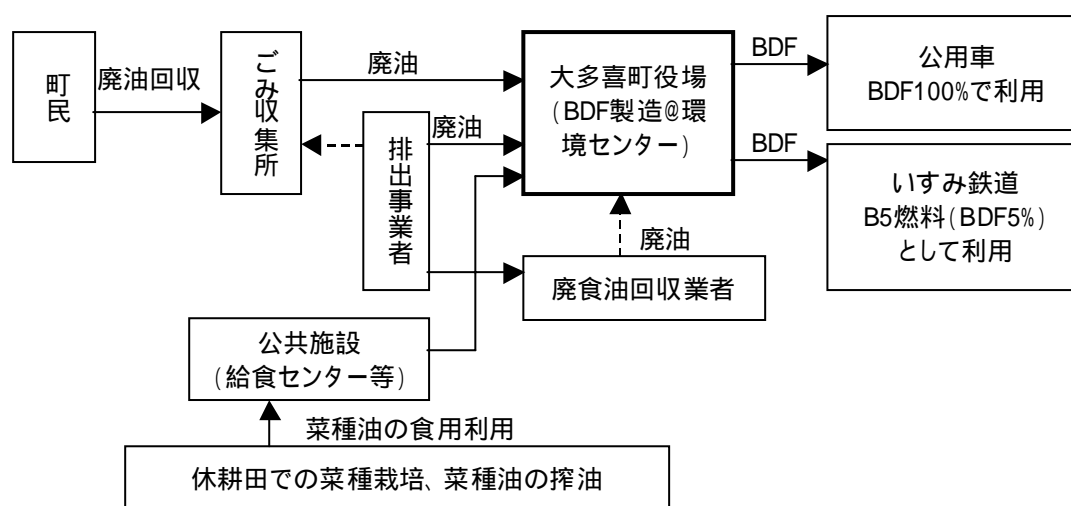 町民
廃油回収
ごみ収集所
廃油
排出事業者
廃油
大多喜町役場
(BDF製造@環
境センター)
BDF
公用車
BDF100%で利用
BDF
いすみ鉄道
B5燃料(BDF5%)
として利用
廃油
廃食油回収業者
公共施設
(給食センター等)
菜種油の食用利用
休耕田での菜種栽培、菜種油の搾油